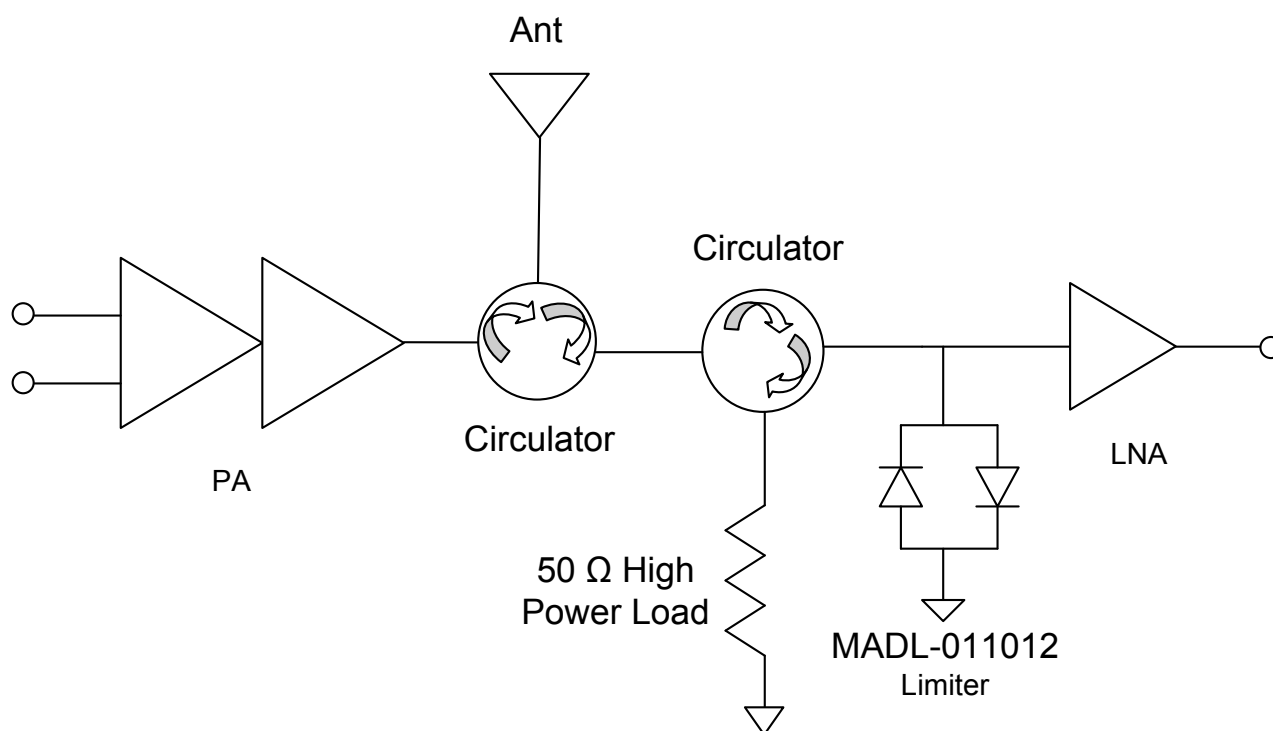 Ant
Circulator
Circulator
PA
LNA
50 Ω High
Power Load
MADL-011012
Limiter